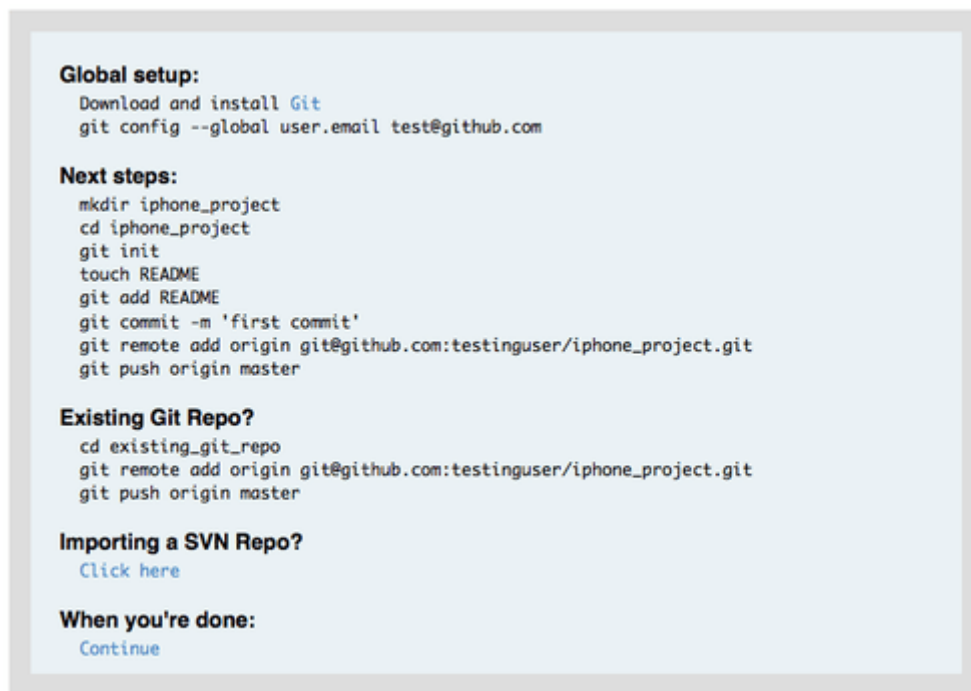 Global setup:
Download and install Git
git config --global user.email test@github.com
Next steps:
mkdir iphone_project
cd iphone_project
git init
touch README
git add README
git commit -m 'first commit'
git remote add origin git@github.com:testinguser/iphone_project.git
git push origin master
Existing Git Repo?
cd existing_git_repo
git remote add origin git@github.com:testinguser/iphone_project.git
git push origin master
Importing a SVN Repo?
Click here
When you're done:
Continue